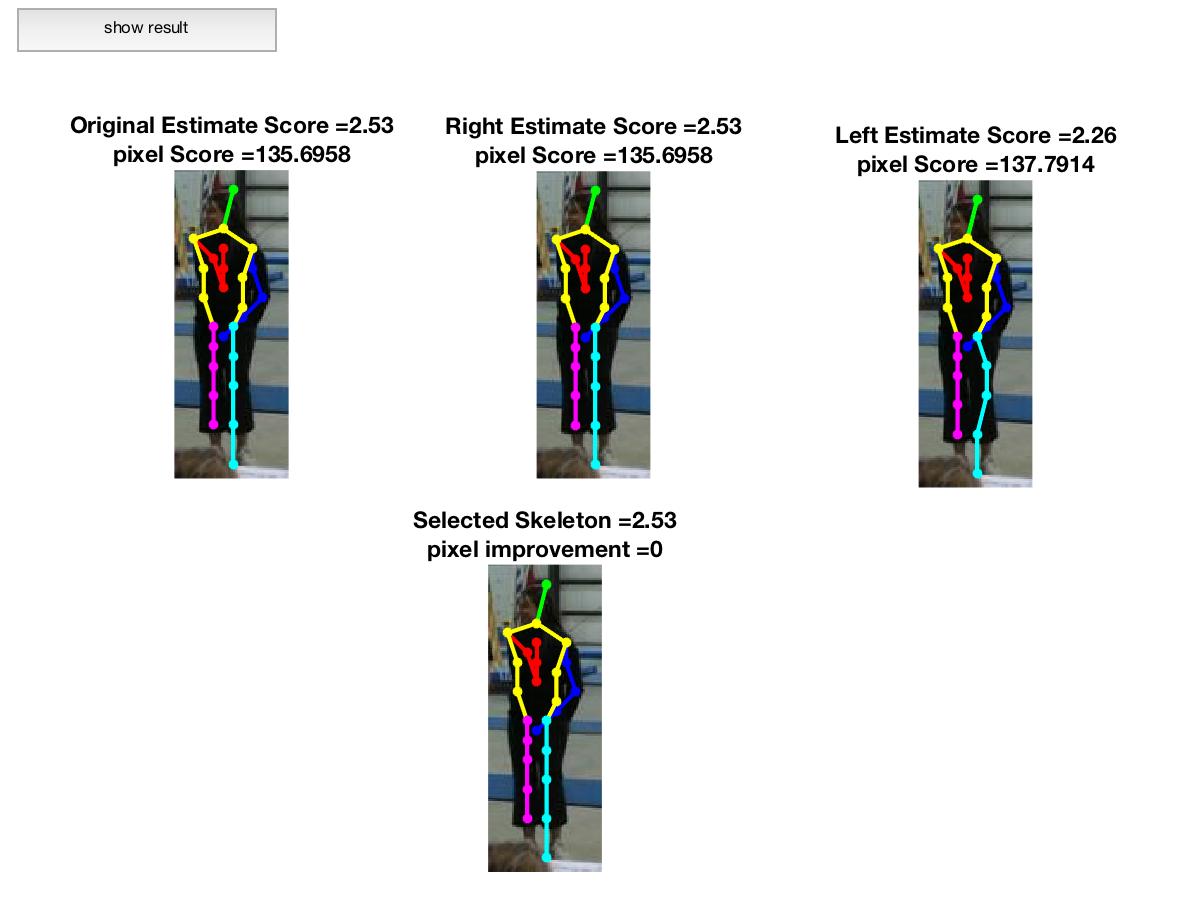 show result
Original Estimate Score =2.53
pixel Score =135.6958
Right Estimate Score =2.53
pixel Score =135.6958
Left Estimate Score =2.26
pixel Score =137.7914
Selected Skeleton =2.53
pixel improvement =0